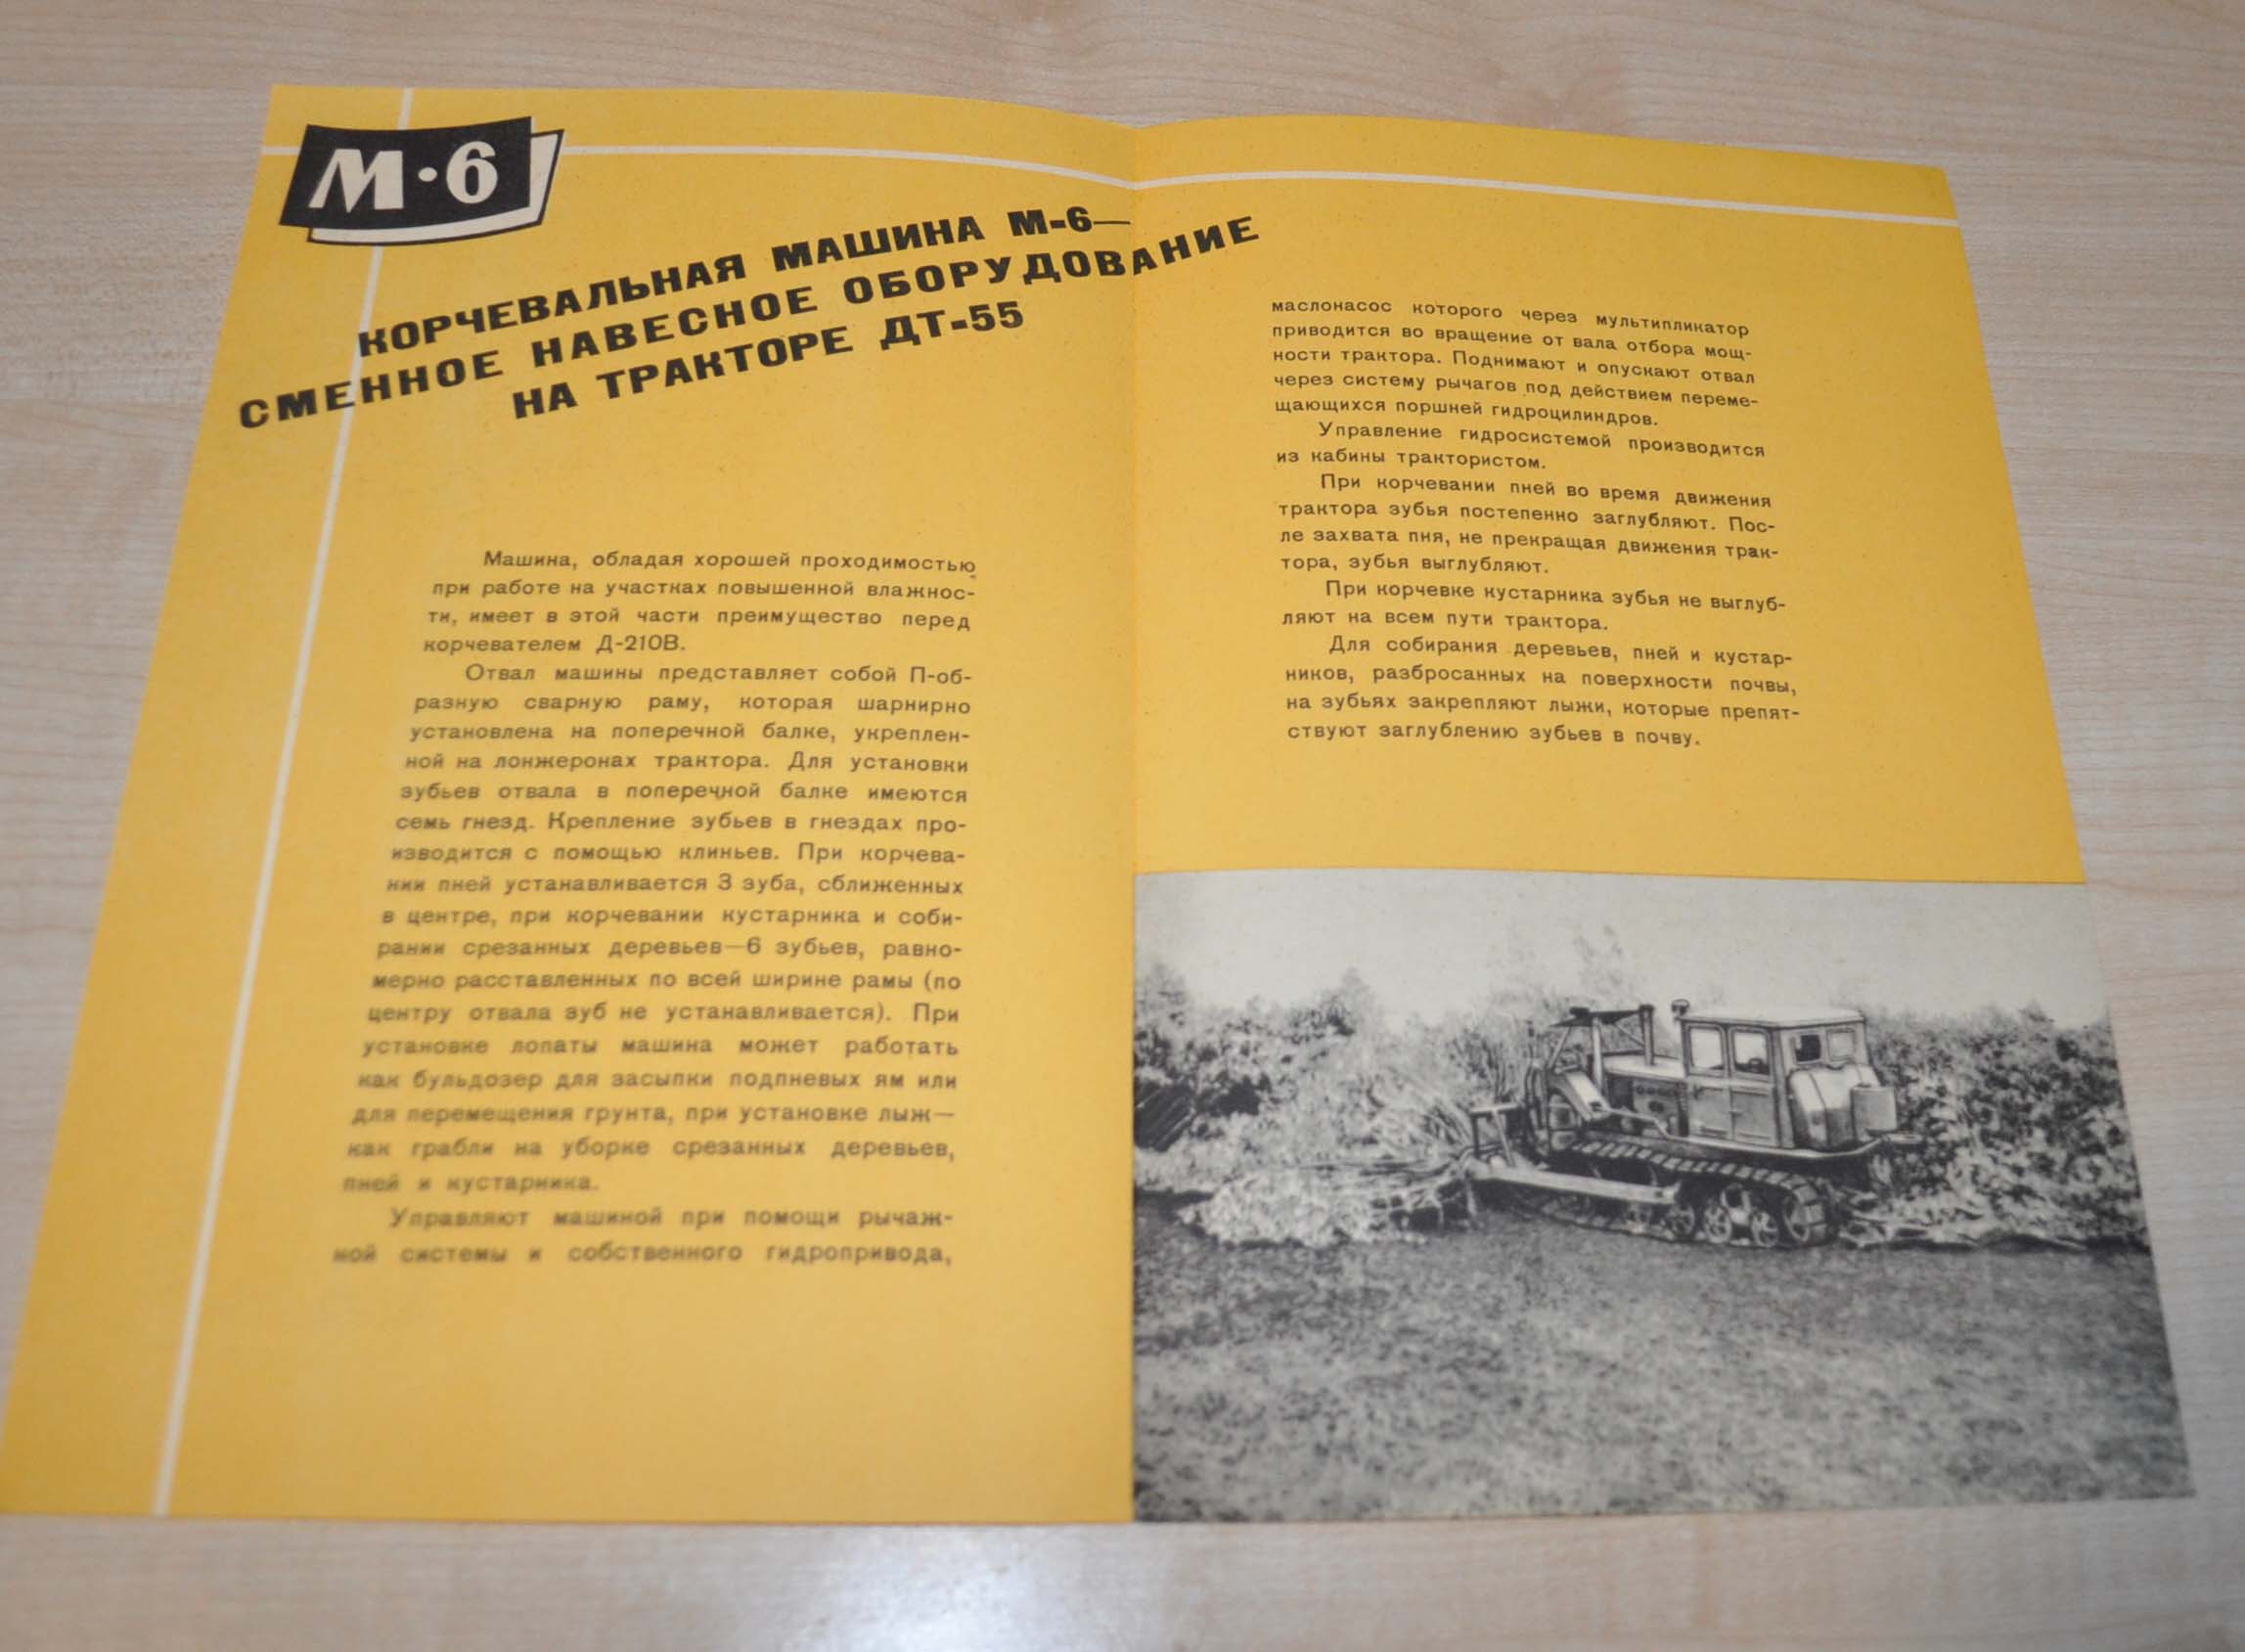 М·6
КОРЧЕВАЛЬНАЯ МАШИНА М-6—
СМЕННОЕ НАВЕСНОЕ ОБОРУДОВАНИЕ
НА ТРАКТОРЕ ДТ-55
Машина, обладая хорошей проходимостью
при работе на участках повышенной влажнос-
ти, имеет в этой части преимущество перед
корчевателем Д-210В.
Отвал машины представляет собой П-об-
разную сварную раму, которая шарнирно
установлена на поперечной балке, укреплен-
ной на лонжеронах трактора. Для установки
зубьев отвала в поперечной балке имеются
семь гнезд. Крепление зубьев в гнездах про-
изводится с помощью клиньев. При корчева-
нии пней устанавливается 3 зуба, сближенных
в центре, при корчевании кустарника и соби-
рании срезанных деревьев—6 зубьев, равно-
мерно расставленных по всей ширине рамы (по
центру отвала зуб не устанавливается). При
установке лопаты машина может работать
как бульдозер для засыпки подпневых ям или
для перемещения грунта, при установке лыж—
как грабли на уборке срезанных деревьев,
пней и кустарника.
Управляют машиной при помощи рычаж-
ной системы и собственного гидропривода,
маслонасос которого через мультипликатор
приводится во вращение от вала отбора мощ-
ности трактора. Поднимают и опускают отвал
через систему рычагов под действием переме-
щающихся поршней гидроцилиндров.
Управление гидросистемой производится
из кабины трактористом.
При корчевании пней во время движения
трактора зубья постепенно заглубляют. Пос-
ле захвата пня, не прекращая движения трак-
тора, зубья выглубляют.
При корчевке кустарника зубья не выглуб-
ляют на всем пути трактора.
Для собирания деревьев, пней и кустар-
ников, разбросанных на поверхности почвы,
на зубьях закрепляют лыжи, которые препят-
ствуют заглублению зубьев в почву.